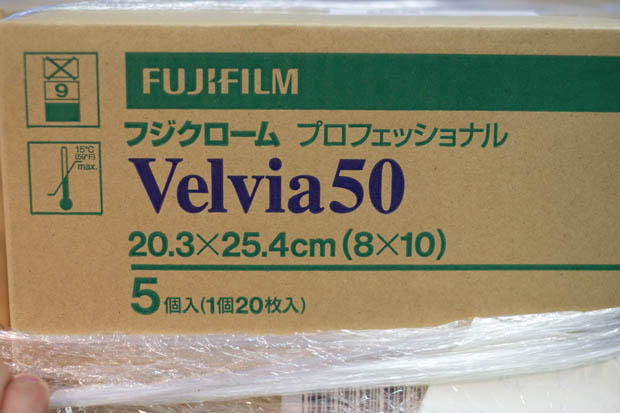 9
FUJIFILM
フジクローム プロフェッショナル
15℃
(59°F)
max.
Velvia50
20.3×25.4cm(8×10)
5個入(1個20枚入)